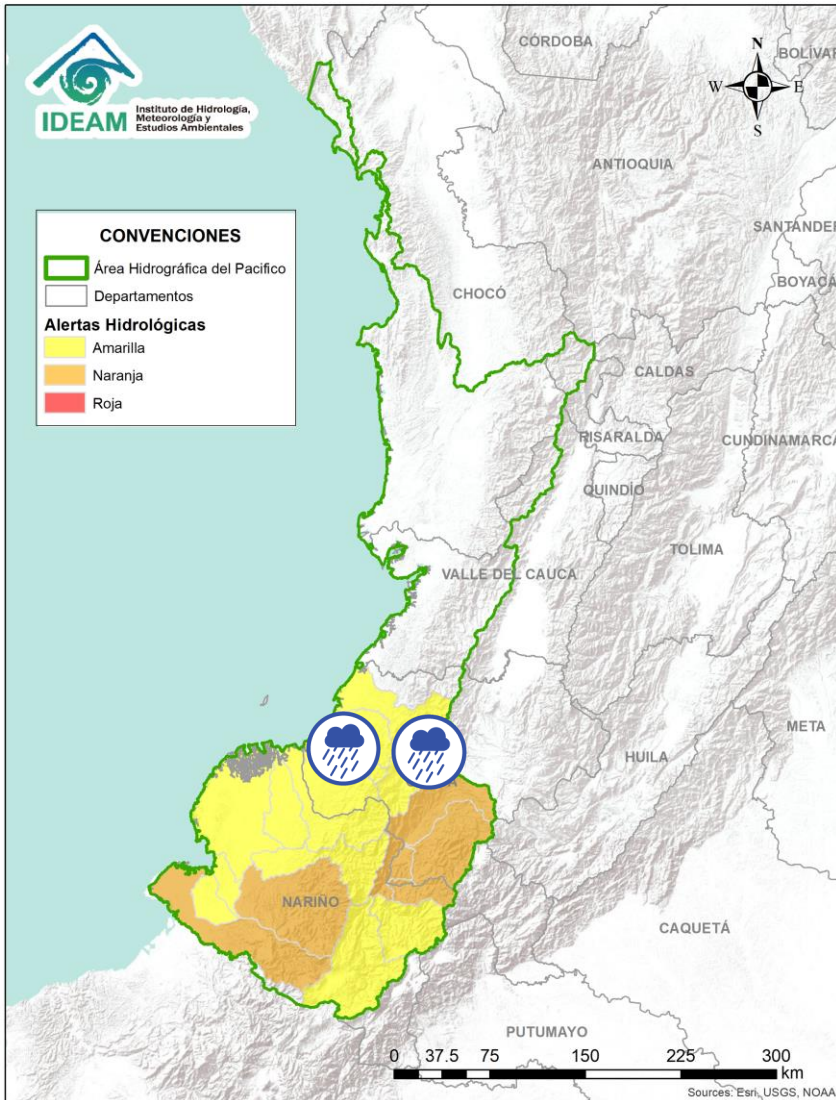 IDEAM
Instituto de Hidrología,
Meteorología y
Estudios Ambientales
CÓRDOBA
BOLÍVAR
N
W
E
S
ANTIOQUIA
SANTANDER
BOYACÁ
CONVENCIONES
Área Hidrográfica del Pacifico
Departamentos
Alertas Hidrológicas
Amarilla
Naranja
Roja
CHOCÓ
CALDAS
RISARALDA
CUNDINAMARCA
QUINDÍO
TOLIMA
VALLE DEL CAUCA
META
HUILA
NARIÑO
CAQUETÁ
PUTUMAYO
0 37.5 75 150 225 300
km
Sources: Esri, USGS, NOAA